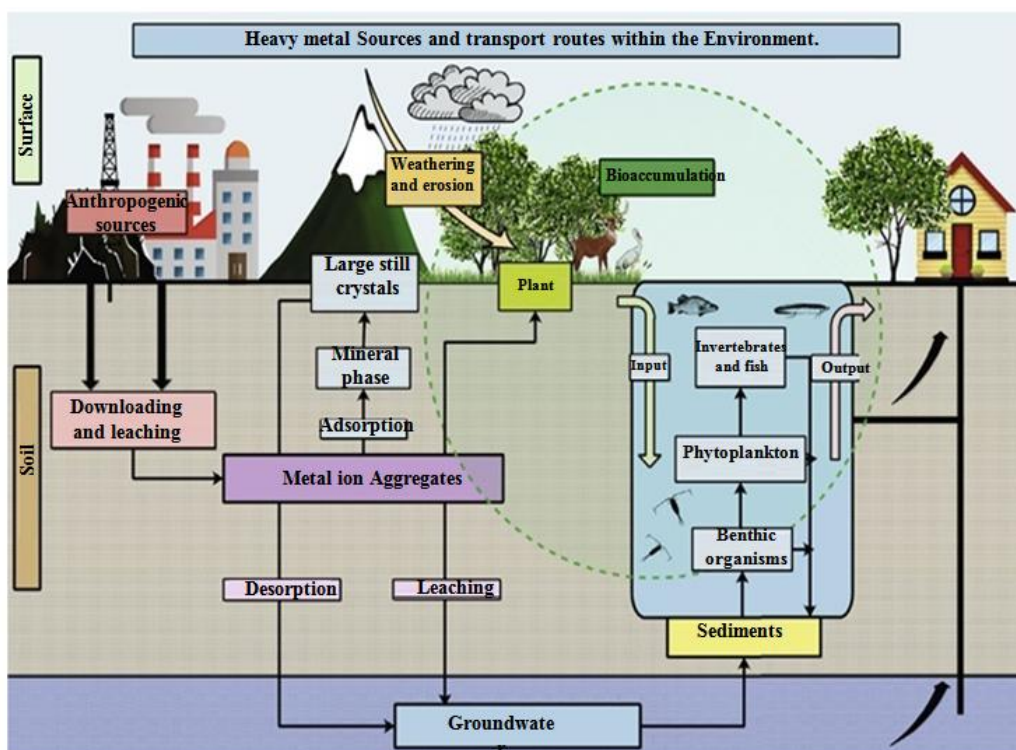 Heavy metal Sources and transport routes within the Environment.
Surface
Weathering
and erosion
Bioaccumulation
Anthropogenic
sources
Large still
crystals
Plant
Mineral
phase
Invertebrates
and fish
Input
Output
Downloading
and leaching
Adsorption
Soil
Phytoplankton
Metal ion Aggregates
Benthic
organisms
Desorption
Leaching
Sediments
Groundwate
r